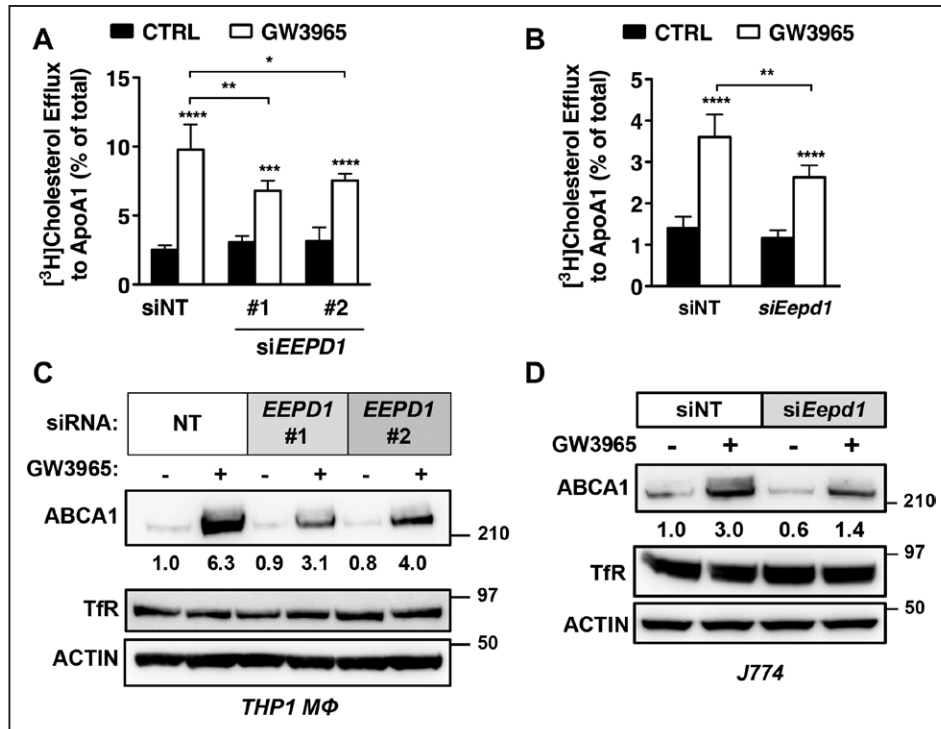 A
■ CTRL □ GW3965
[³H]Cholesterol Efflux
to ApoA1 (% of total)
15
10
5
0
*
**
****
***
****
siNT
#1
#2
siEEPD1
B
■ CTRL □ GW3965
[³H]Cholesterol Efflux
to ApoA1 (% of total)
5
4
3
2
1
0
**
****
****
siNT
siEepd1
C
siRNA:
NT
EEPD1
#1
EEPD1
#2
GW3965: - + - + - +
ABCA1
210
1.0 6.3 0.9 3.1 0.8 4.0
TfR
97
ACTIN
50
THP1 MΦ
D
siNT siEepd1
GW3965 - + - +
ABCA1
210
1.0 3.0 0.6 1.4
TfR
97
ACTIN
50
J774